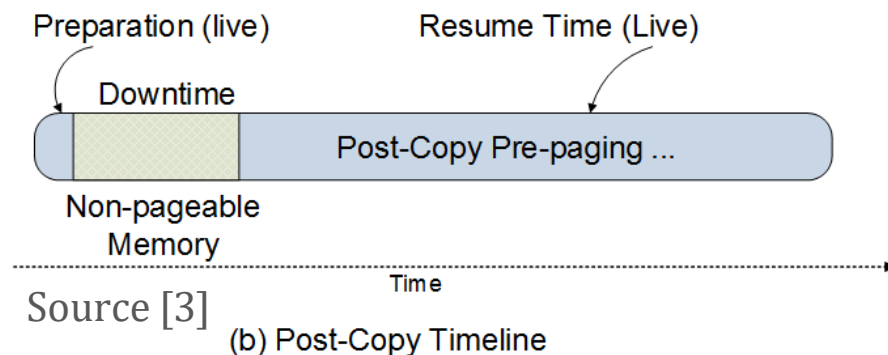 Preparation (live)
Resume Time (Live)
Downtime
Post-Copy Pre-paging ...
Non-pageable
Memory
Time
Source [3]
(b) Post-Copy Timeline